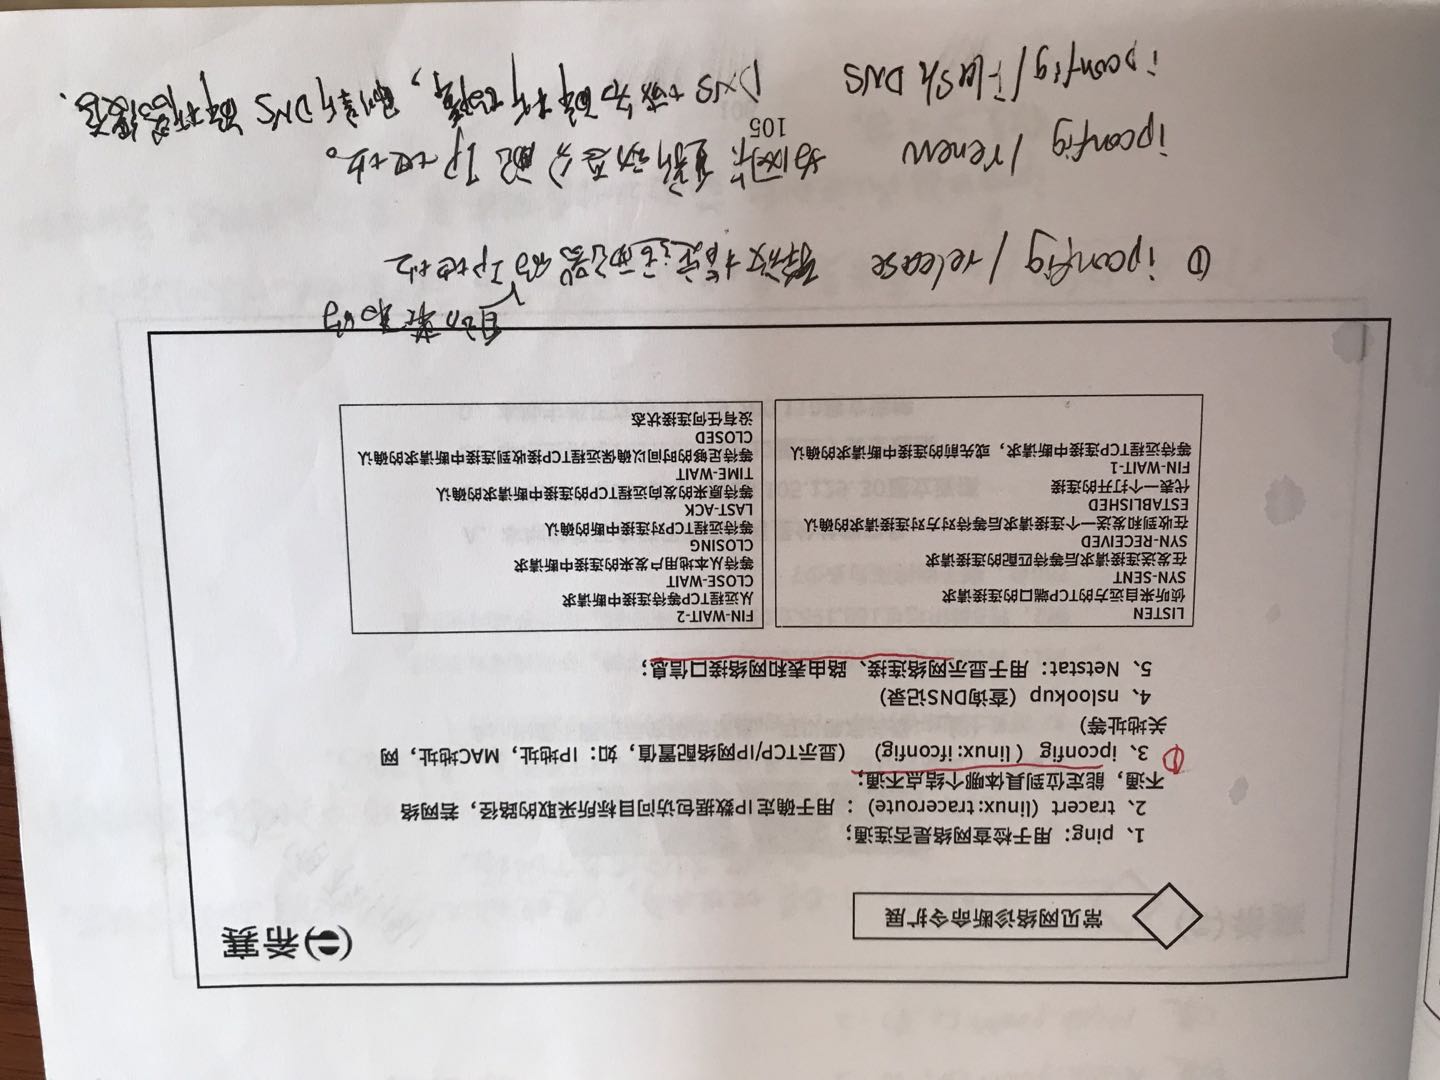 希赛
常见网络诊断命令扩展
1、ping：用于检查网络是否连通；
2、tracert（linux: traceroute）：用于确定IP数据包访问目标所采取的路径，若网络
不通，能定位到具体哪个结点不通；
① 3、ipconfig （linux: ifconfig）（显示TCP/IP网络配置值，如：IP地址，MAC地址，网
关地址等）
4、nslookup（查询DNS记录）
5、Netstat：用于显示网络连接、路由表和网络接口信息；
LISTEN
侦听来自远方的TCP端口的连接请求
SYN-SENT
在发送连接请求后等待匹配的连接请求
SYN-RECEIVED
在收到和发送一个连接请求后等待对方对连接请求的确认
ESTABLISHED
代表一个打开的连接
FIN-WAIT-1
等待远程TCP连接中断请求，或先前的连接中断请求的确认
FIN-WAIT-2
从远程TCP等待连接中断请求
CLOSE-WAIT
等待从本地用户发来的连接中断请求
CLOSING
等待远程TCP对连接中断的确认
LAST-ACK
等待原来的发向远程TCP的连接中断请求的确认
TIME-WAIT
等待足够的时间以确保远程TCP接收到连接中断请求的确认
CLOSED
没有任何连接状态
自动获取的
① ipconfig /release 释放指定适配器的IP地址
ipconfig /renew 为网卡重新动态分配IP地址。
105
ipconfig /FlushDNS DNS域名解析故障，刷新DNS解析器缓存.